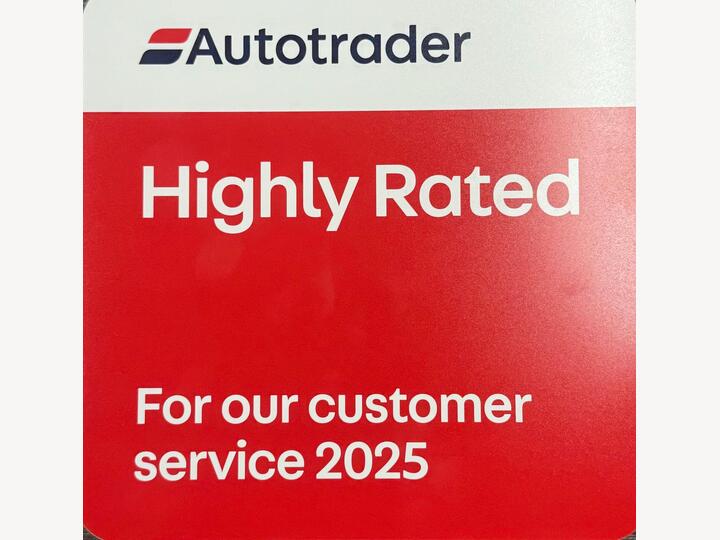 Autotrader
Highly Rated
For our customer
service 2025